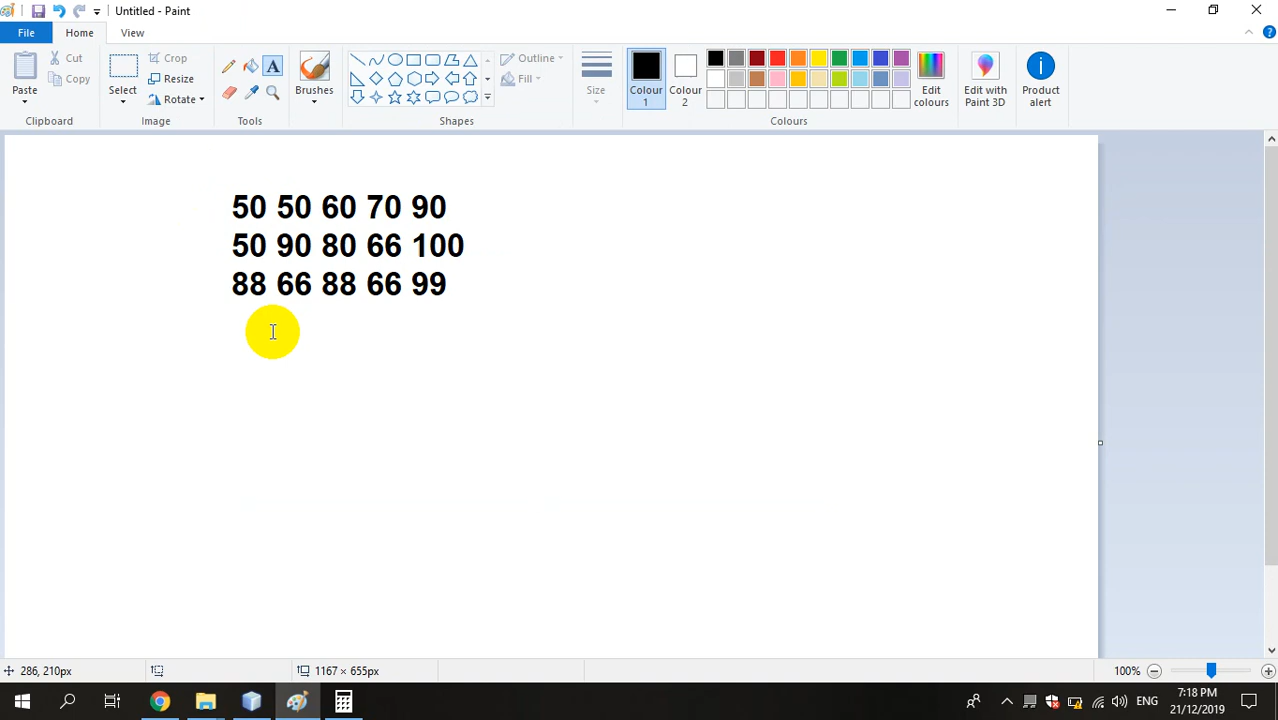 Untitled - Paint
File Home View
Paste
Cut
Copy
Clipboard
Select
Crop
Resize
Rotate
Image
A
Tools
Brushes
Shapes
Outline
Fill
Size
Colour 1
Colour 2
Edit colours
Colours
Edit with Paint 3D
Product alert
50 50 60 70 90
50 90 80 66 100
88 66 88 66 99
286, 210px
1167 × 655px
100%
ENG
7:18 PM
21/12/2019